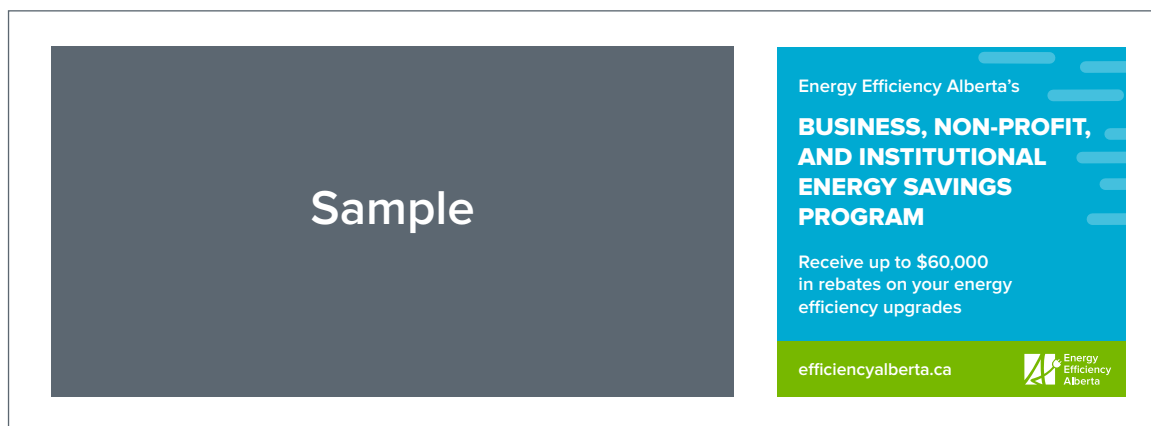 Sample
Energy Efficiency Alberta’s
BUSINESS, NON-PROFIT,
AND INSTITUTIONAL
ENERGY SAVINGS
PROGRAM
Receive up to $60,000
in rebates on your energy
efficiency upgrades
efficiencyalberta.ca
Energy
Efficiency
Alberta